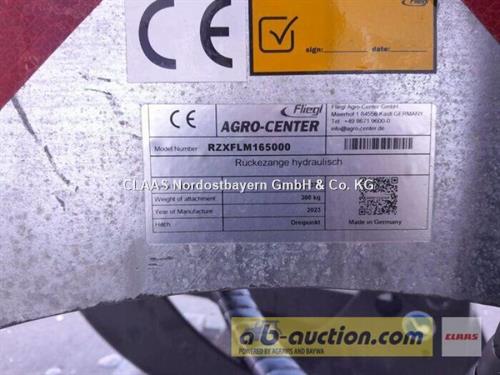 CE
Fliegl
sign: date:
CE
Fliegl
AGRO-CENTER
Fliegl Agro-Center GmbH
Maierhof 1 84556 Kastl GERMANY
Tel. +49 8671 9600-0
info@agro-center.de
Model Number RZXFLM165000
Rückezange hydraulisch
CLAAS Nordostbayern GmbH & Co. KG
Weight of attachment 300 kg
Year of Manufacture 2023
Hitch Dreipunkt
Made in Germany
ab-auction.com
POWERED BY AGRAVIS AND BAYWA
CLAAS